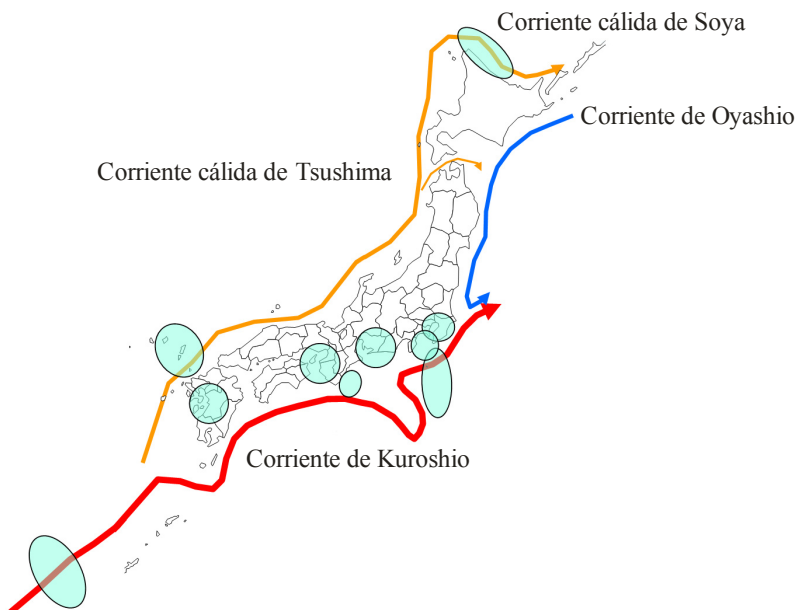 Corriente cálida de Soya
Corriente de Oyashio
Corriente cálida de Tsushima
Corriente de Kuroshio